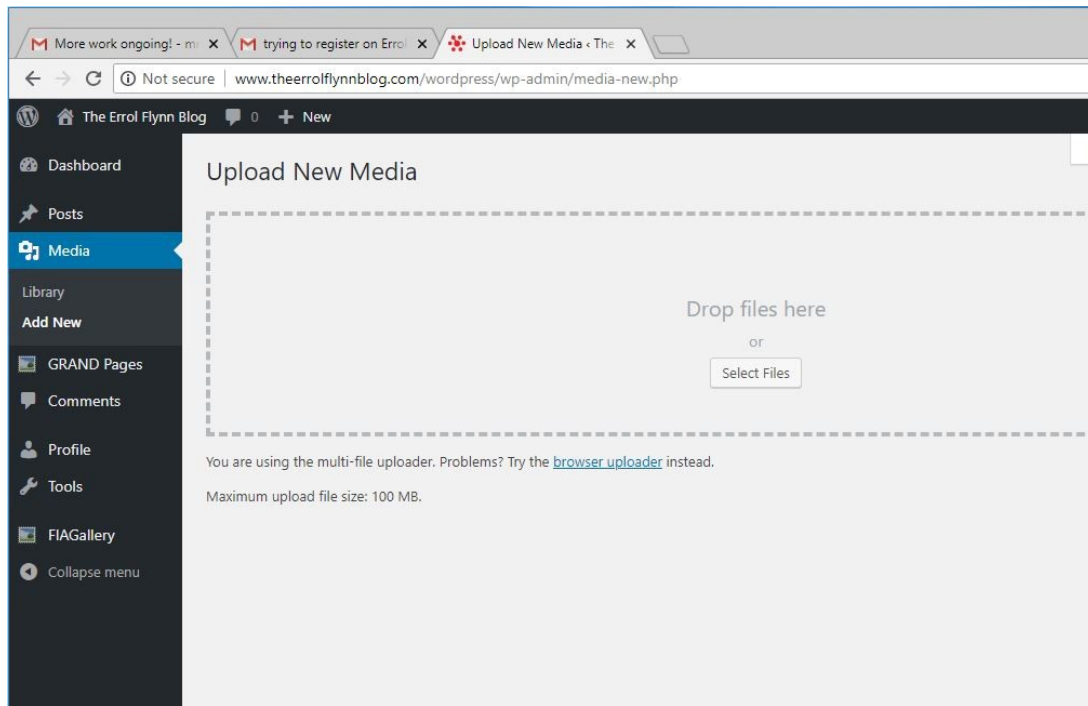 More work ongoing! - m
trying to register on Errol
Upload New Media ‹ The
Not secure | www.theerrolflynnblog.com/wordpress/wp-admin/media-new.php
The Errol Flynn Blog 0 + New
Dashboard
Upload New Media
Posts
Media
Library
Add New
Drop files here
or
Select Files
GRAND Pages
Comments
Profile
You are using the multi-file uploader. Problems? Try the browser uploader instead.
Tools
Maximum upload file size: 100 MB.
FIAGallery
Collapse menu